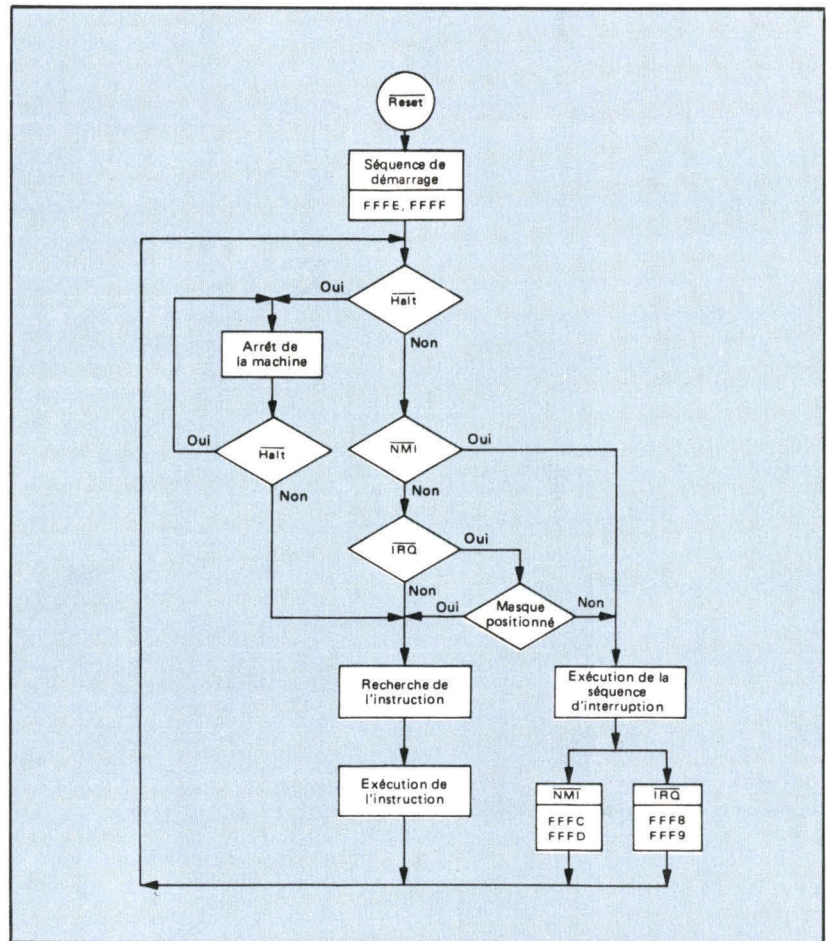 Reset
Séquence de
démarrage
FFFE, FFFF
Oui
Halt
Non
Arrêt de
la machine
Oui
Halt
Non
NMI
Oui
Non
IRQ
Oui
Non
Oui
Masque
positionné
Non
Recherche de
l'instruction
Exécution de la
séquence
d'interruption
Exécution de
l'instruction
NMI
FFFC
FFFD
IRQ
FFF8
FFF9